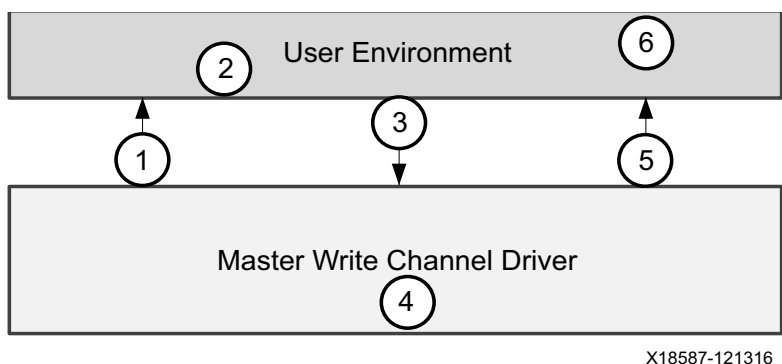 User Environment
6
2
3
1
5
Master Write Channel Driver
4
X18587-121316